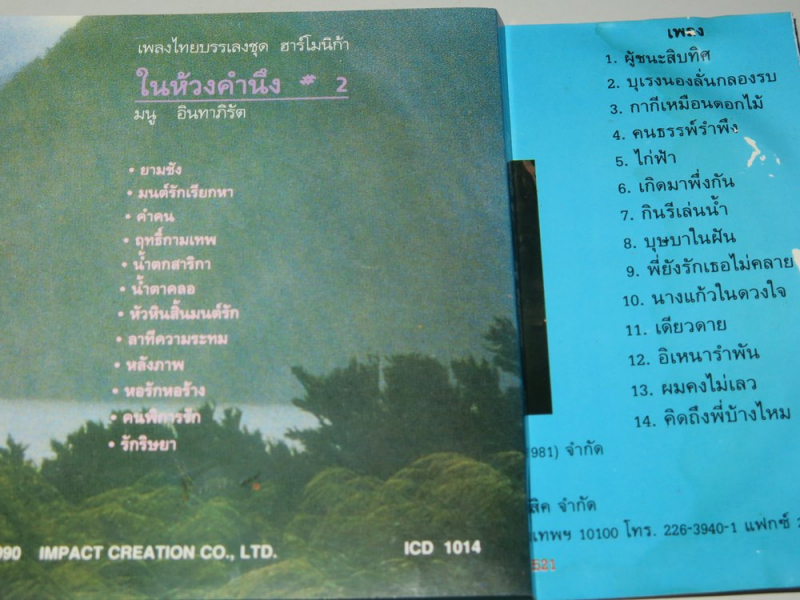 เพลงไทยบรรเลงชุด ฮาร์โมนิก้า
ในห้วงคำนึง # 2
มนู อินทาภิรัต
• ยามชัง
• มนต์รักเรียกหา
• คำคน
• ฤทธิ์กามเทพ
• น้ำตกสาริกา
• น้ำตาคลอ
• หัวหินสิ้นมนต์รัก
• ลาทีความระทม
• หลังภาพ
• หอรักหอร้าง
• คนพิการรัก
• รักริษยา
990 IMPACT CREATION CO., LTD.
ICD 1014
เพลง
1. ผู้ชนะสิบทิศ
2. บุเรงนองลั่นกลองรบ
3. กากีเหมือนดอกไม้
4. คนธรรพ์รำพึง
5. ไก่ฟ้า
6. เกิดมาพึ่งกัน
7. กินรีเล่นน้ำ
8. บุษบาในฝัน
9. พี่ยังรักเธอไม่คลาย
10. นางแก้วในดวงใจ
11. เดียวดาย
12. อิเหนารำพัน
13. ผมคงไม่เลว
14. คิดถึงพี่บ้างไหม
981) จำกัด
สิค จำกัด
เทพฯ 10100 โทร. 226-3940-1 แฟกซ์ 2
521